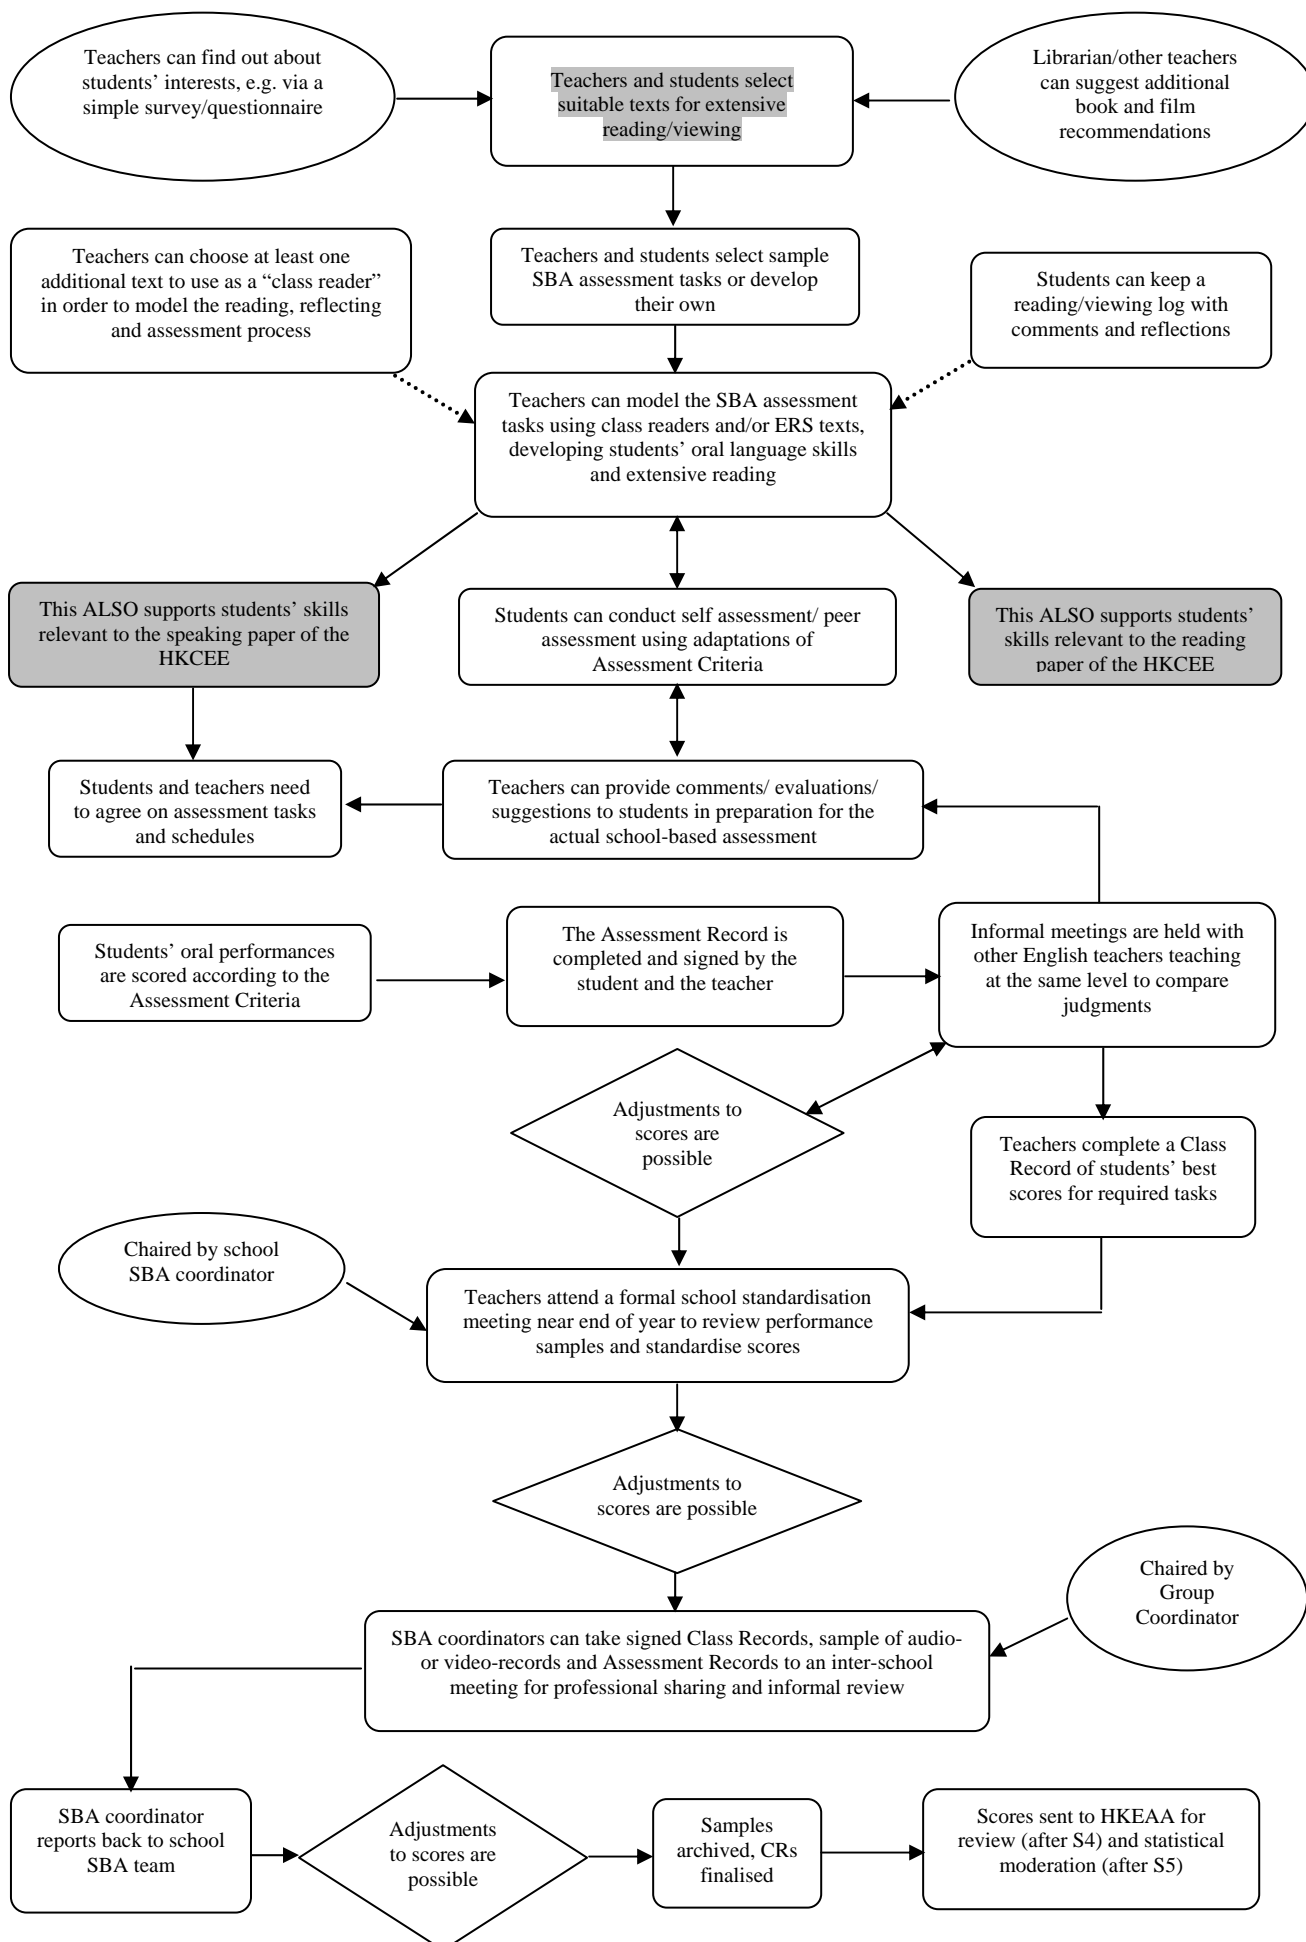 Teachers can find out about
students’ interests, e.g. via a
simple survey/questionnaire
Teachers and students select
suitable texts for extensive
reading/viewing
Librarian/other teachers
can suggest additional
book and film
recommendations
Teachers can choose at least one
additional text to use as a “class reader”
in order to model the reading, reflecting
and assessment process
Teachers and students select sample
SBA assessment tasks or develop
their own
Students can keep a
reading/viewing log with
comments and reflections
Teachers can model the SBA assessment
tasks using class readers and/or ERS texts,
developing students’ oral language skills
and extensive reading
This ALSO supports students’ skills
relevant to the speaking paper of the
HKCEE
Students can conduct self assessment/ peer
assessment using adaptations of
Assessment Criteria
This ALSO supports students’
skills relevant to the reading
paper of the HKCEE
Students and teachers need
to agree on assessment tasks
and schedules
Teachers can provide comments/ evaluations/
suggestions to students in preparation for the
actual school-based assessment
Students’ oral performances
are scored according to the
Assessment Criteria
The Assessment Record is
completed and signed by the
student and the teacher
Informal meetings are held with
other English teachers teaching
at the same level to compare
judgments
Adjustments to
scores are
possible
Teachers complete a Class
Record of students’ best
scores for required tasks
Chaired by school
SBA coordinator
Teachers attend a formal school standardisation
meeting near end of year to review performance
samples and standardise scores
Adjustments to
scores are possible
Chaired by
Group
Coordinator
SBA coordinators can take signed Class Records, sample of audio-
or video-records and Assessment Records to an inter-school
meeting for professional sharing and informal review
SBA coordinator
reports back to school
SBA team
Adjustments
to scores are
possible
Samples
archived, CRs
finalised
Scores sent to HKEAA for
review (after S4) and statistical
moderation (after S5)